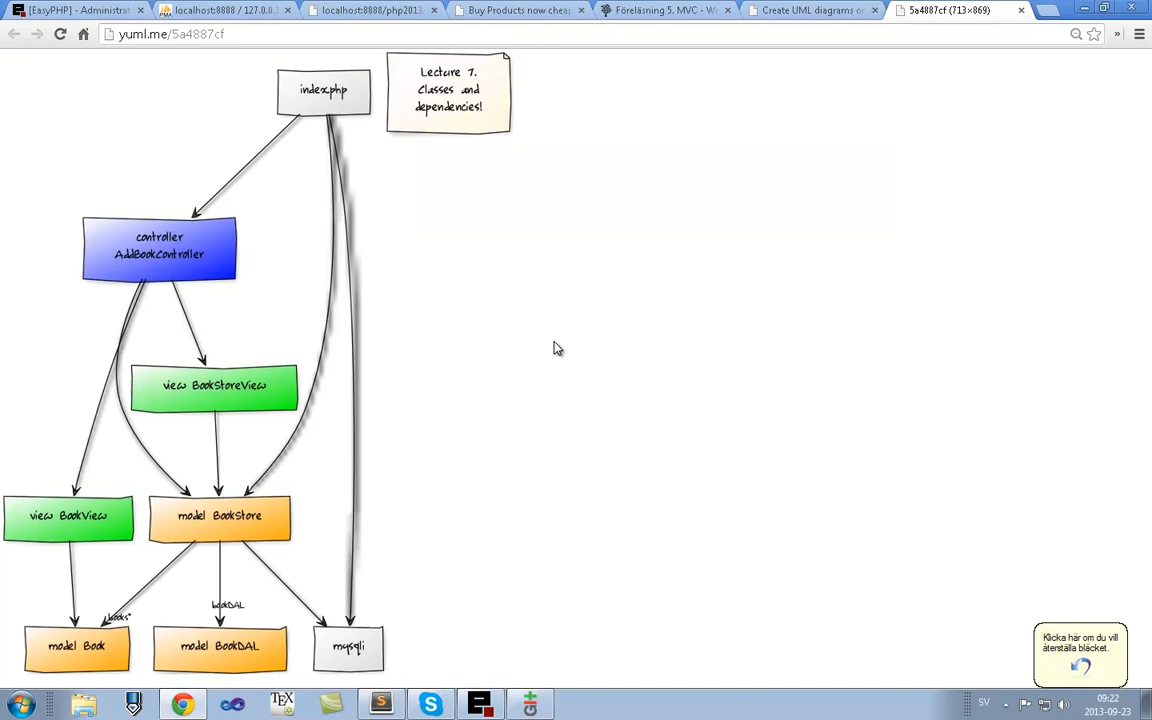 [EasyPHP] - Administrat
localhost:8888 / 127.0.0.
localhost:8888/php2013
Buy Products now cheap
Föreläsning 5. MVC - We
Create UML diagrams on
5a4887cf (713×869)
yuml.me/5a4887cf
index.php
Lecture 7.
Classes and
dependencies!
controller
AddBookController
view BookStoreView
view BookView
model BookStore
books*
bookDAL
model Book
model BookDAL
mysqli
Klicka här om du vill
återställa bläcket.
SV
09:22
2013-09-23